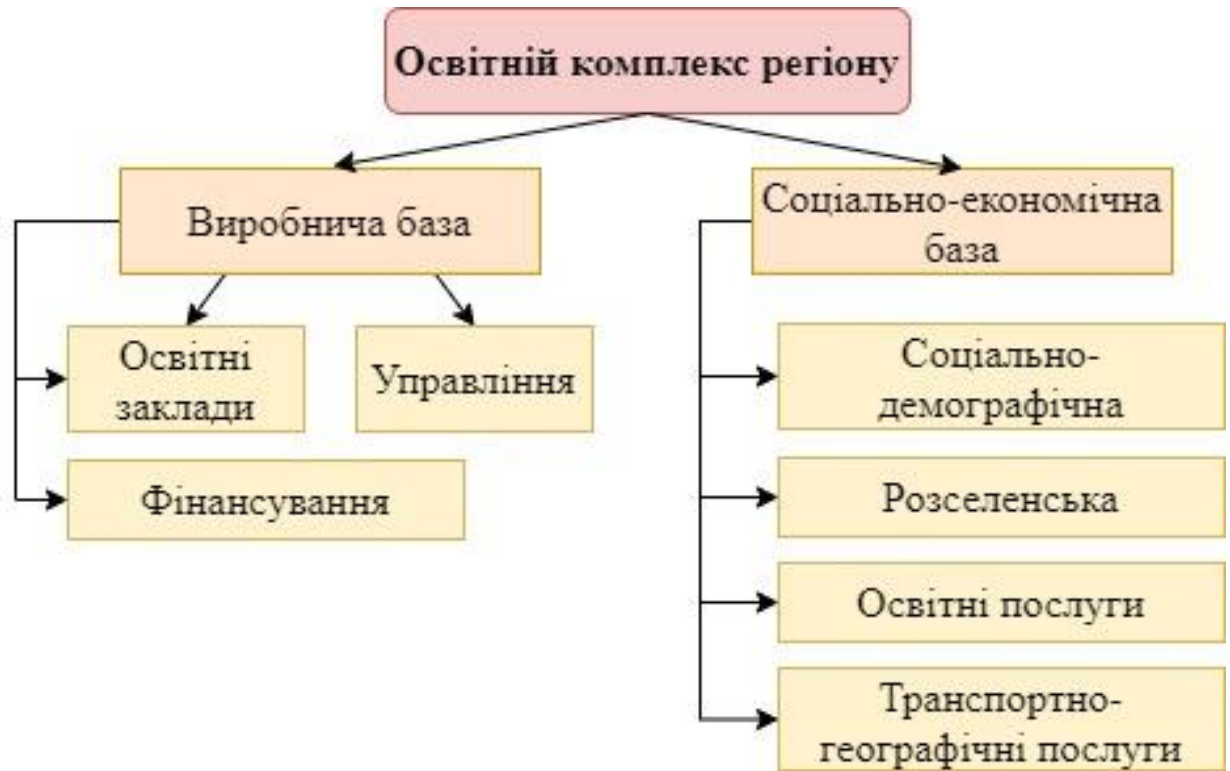 Освітній комплекс регіону
Виробнича база
Освітні
заклади
Управління
Фінансування
Соціально-економічна
база
Соціально-
демографічна
Розселенська
Освітні послуги
Транспортно-
географічні послуги